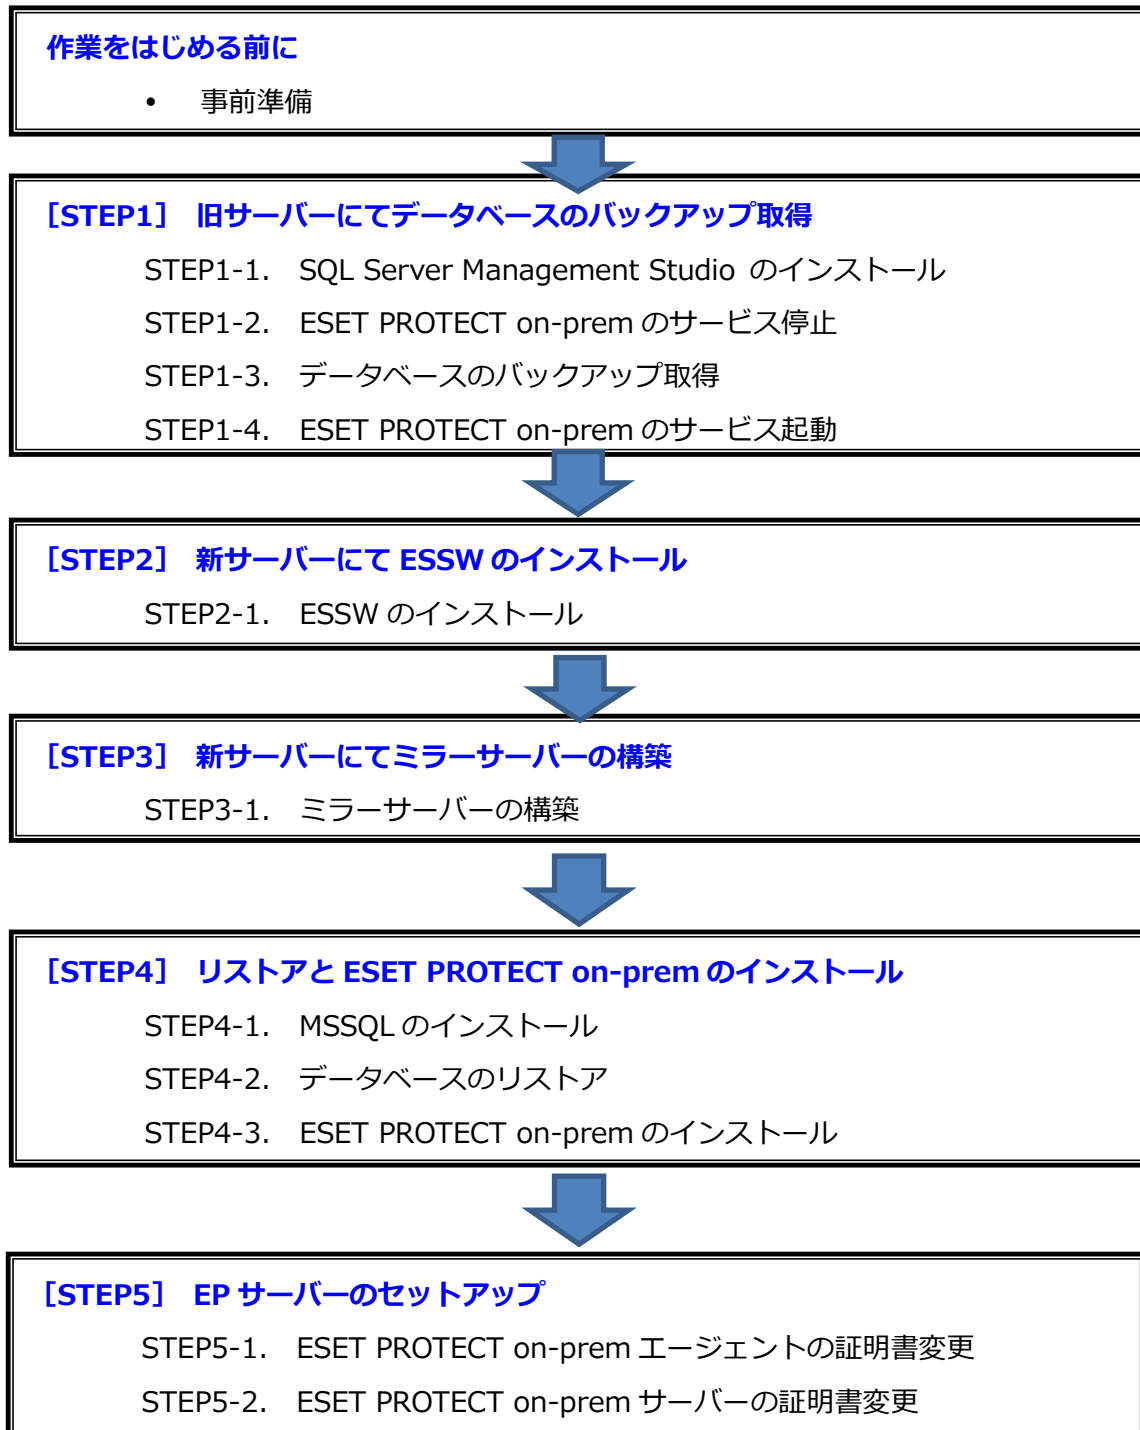 作業をはじめる前に
• 事前準備
［STEP1］ 旧サーバーにてデータベースのバックアップ取得
STEP1-1. SQL Server Management Studio のインストール
STEP1-2. ESET PROTECT on-prem のサービス停止
STEP1-3. データベースのバックアップ取得
STEP1-4. ESET PROTECT on-prem のサービス起動
［STEP2］ 新サーバーにて ESSW のインストール
STEP2-1. ESSW のインストール
［STEP3］ 新サーバーにてミラーサーバーの構築
STEP3-1. ミラーサーバーの構築
［STEP4］ リストアと ESET PROTECT on-prem のインストール
STEP4-1. MSSQL のインストール
STEP4-2. データベースのリストア
STEP4-3. ESET PROTECT on-prem のインストール
［STEP5］ EP サーバーのセットアップ
STEP5-1. ESET PROTECT on-prem エージェントの証明書変更
STEP5-2. ESET PROTECT on-prem サーバーの証明書変更